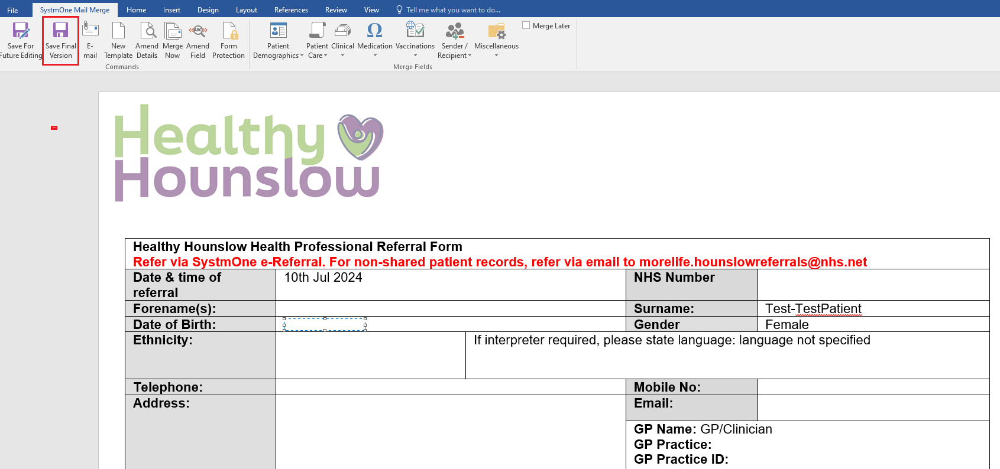 File
SystmOne Mail Merge
Home
Insert
Design
Layout
References
Review
View
Tell me what you want to do...
Save For
Future Editing
Save Final
Version
E-
mail
New
Template
Amend
Details
Merge
Now
ABC
Amend
Field
Form
Protection
Patient
Demographics
Patient
Care
Clinical
Medication
Vaccinations
Sender /
Recipient
Miscellaneous
Merge Later
Commands
Merge Fields
Healthy
Hounslow
Healthy Hounslow Health Professional Referral Form
Refer via SystmOne e-Referral. For non-shared patient records, refer via email to morelife.hounslowreferrals@nhs.net
Date & time of
referral
10th Jul 2024
NHS Number
Forename(s):
Surname:
Test-TestPatient
Date of Birth:
Gender
Female
Ethnicity:
If interpreter required, please state language: language not specified
Telephone:
Mobile No:
Address:
Email:
GP Name: GP/Clinician
GP Practice:
GP Practice ID: